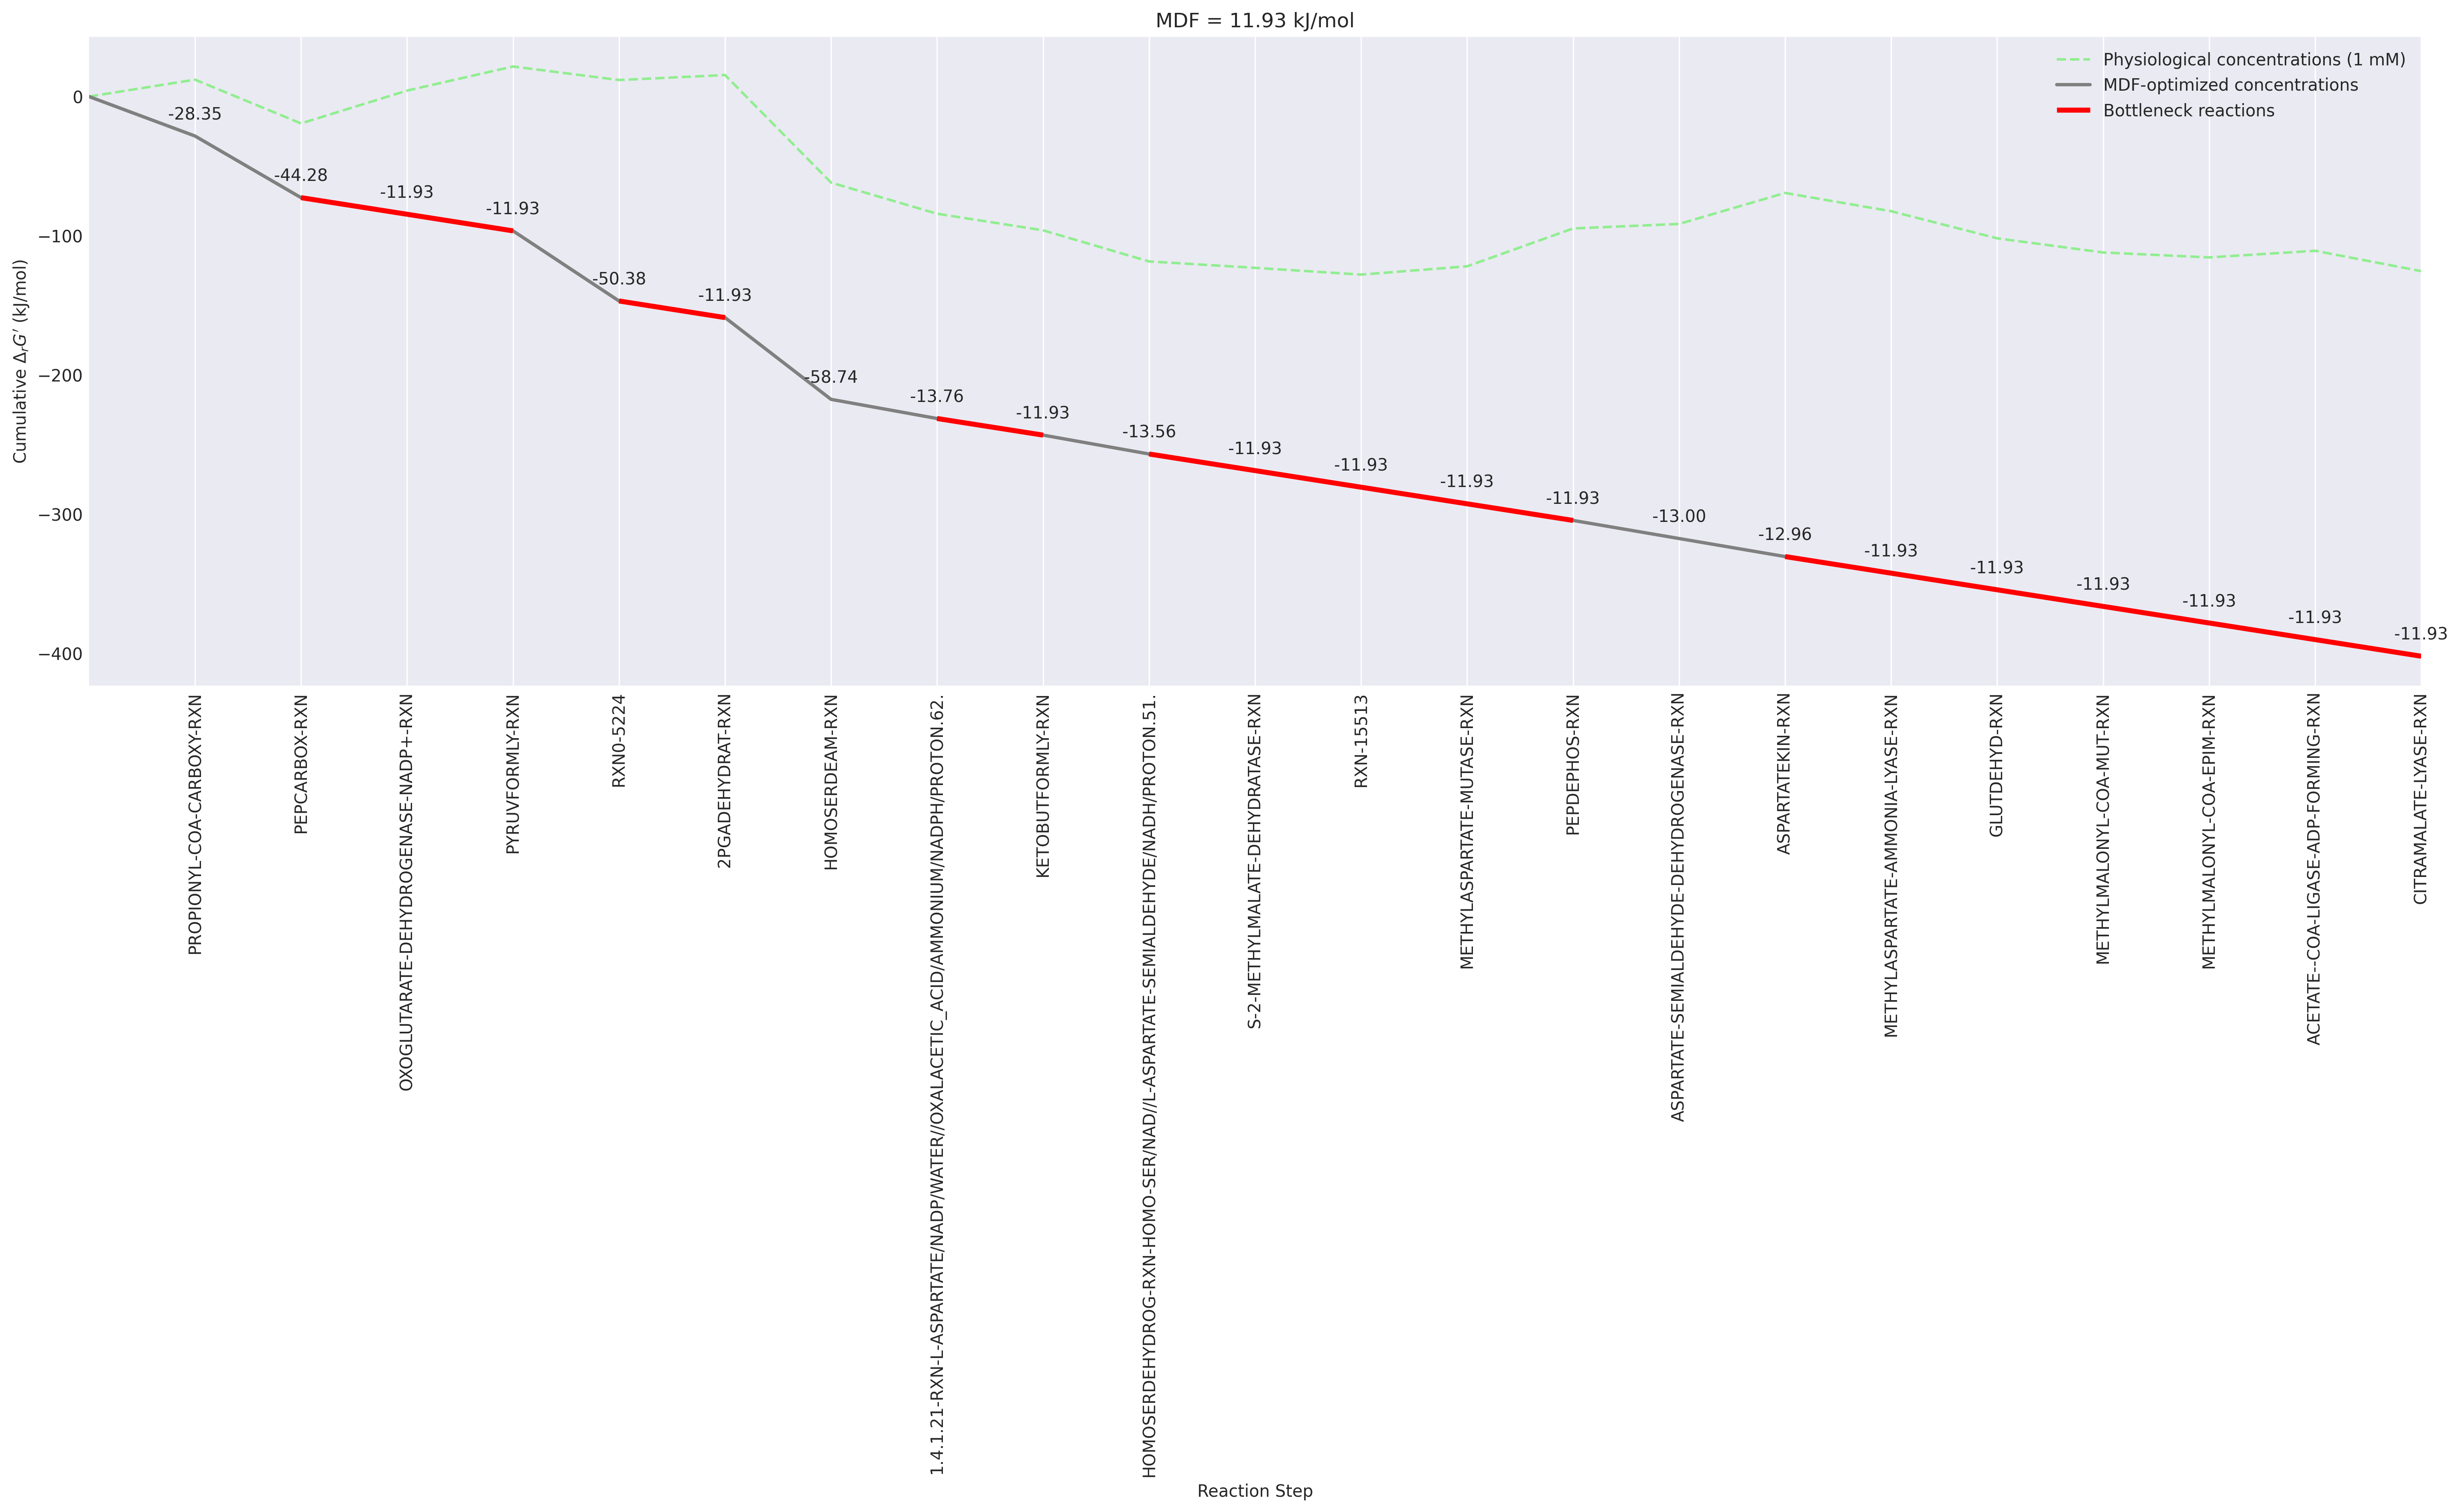 MDF = 11.93 kJ/mol
Physiological concentrations (1 mM)
MDF-optimized concentrations
Bottleneck reactions
Cumulative ΔrG′ (kJ/mol)
0
−100
−200
−300
−400
-28.35
-44.28
-11.93
-11.93
-50.38
-11.93
-58.74
-13.76
-11.93
-13.56
-11.93
-11.93
-11.93
-11.93
-13.00
-12.96
-11.93
-11.93
-11.93
-11.93
-11.93
-11.93
PROPIONYL-COA-CARBOXY-RXN
PEPCARBOX-RXN
OXOGLUTARATE-DEHYDROGENASE-NADP+-RXN
PYRUVFORMLY-RXN
RXN0-5224
2PGADEHYDRAT-RXN
HOMOSERDEAM-RXN
1.4.1.21-RXN-L-ASPARTATE/NADP/WATER//OXALACETIC_ACID/AMMONIUM/NADPH/PROTON.62.
KETOBUTFORMLY-RXN
HOMOSERDEHYDROG-RXN-HOMO-SER/NAD//L-ASPARTATE-SEMIALDEHYDE/NADH/PROTON.51.
S-2-METHYLMALATE-DEHYDRATASE-RXN
RXN-15513
METHYLASPARTATE-MUTASE-RXN
PEPDEPHOS-RXN
ASPARTATE-SEMIALDEHYDE-DEHYDROGENASE-RXN
ASPARTATEKIN-RXN
METHYLASPARTATE-AMMONIA-LYASE-RXN
GLUTDEHYD-RXN
METHYLMALONYL-COA-MUT-RXN
METHYLMALONYL-COA-EPIM-RXN
ACETATE--COA-LIGASE-ADP-FORMING-RXN
CITRAMALATE-LYASE-RXN
Reaction Step